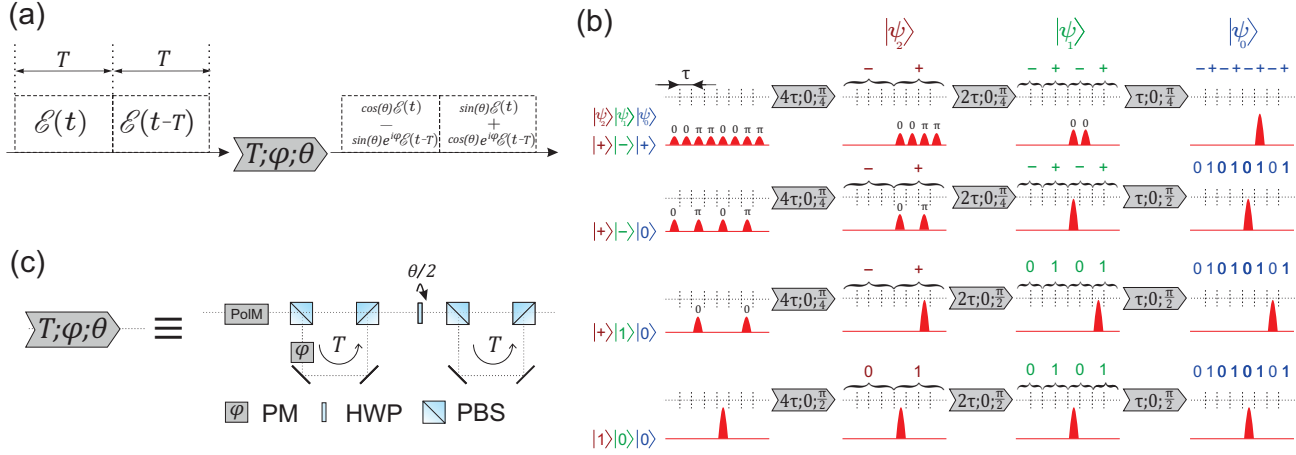 (a)
T T
ℰ(t) ℰ(t-T)
T;φ;θ
cos(θ)ℰ(t)
—
sin(θ)e^{iφ}ℰ(t-T)
sin(θ)ℰ(t)
+
cos(θ)e^{iφ}ℰ(t-T)
(c)
T;φ;θ ≡
PolM
φ
T
θ/2
T
φ PM HWP PBS
(b)
|ψ₂⟩ |ψ₁⟩ |ψ₀⟩
τ
- + - + - + -+-+-+-+
4τ;0;π/4 2τ;0;π/4 τ;0;π/4
|ψ₂⟩|ψ₁⟩|ψ₀⟩
|+⟩|-⟩|+⟩
0 0 π π 0 0 π π 0 0 π π 0 0
- + - + - + 0 1 0 1 0 1 0 1
4τ;0;π/4 2τ;0;π/4 τ;0;π/2
0 π 0 π 0 π
|+⟩|-⟩|0⟩
- + 0 1 0 1 0 1 0 1 0 1 0 1
4τ;0;π/4 2τ;0;π/2 τ;0;π/2
0 0
|+⟩|1⟩|0⟩
0 1 0 1 0 1 0 1 0 1 0 1 0 1
4τ;0;π/2 2τ;0;π/2 τ;0;π/2
|1⟩|0⟩|0⟩